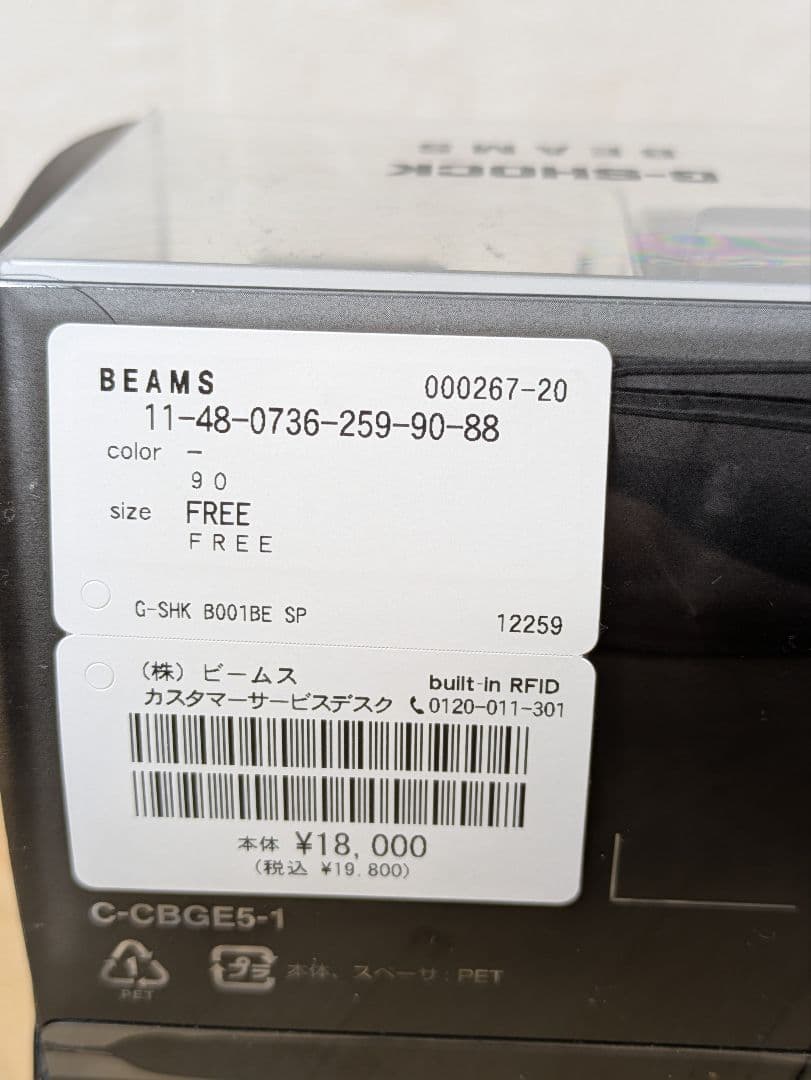 BEAMS
G-SHOCK
BEAMS 000267-20
11-48-0736-259-90-88
color -
90
size FREE
FREE
G-SHK B001BE SP 12259
(株) ビームス built-in RFID
カスタマーサービスデスク 0120-011-301
本体 ¥18,000
(税込 ¥19.800)
C-CBGE5-1
1 プラ 本体、スペーサ:PET
PET